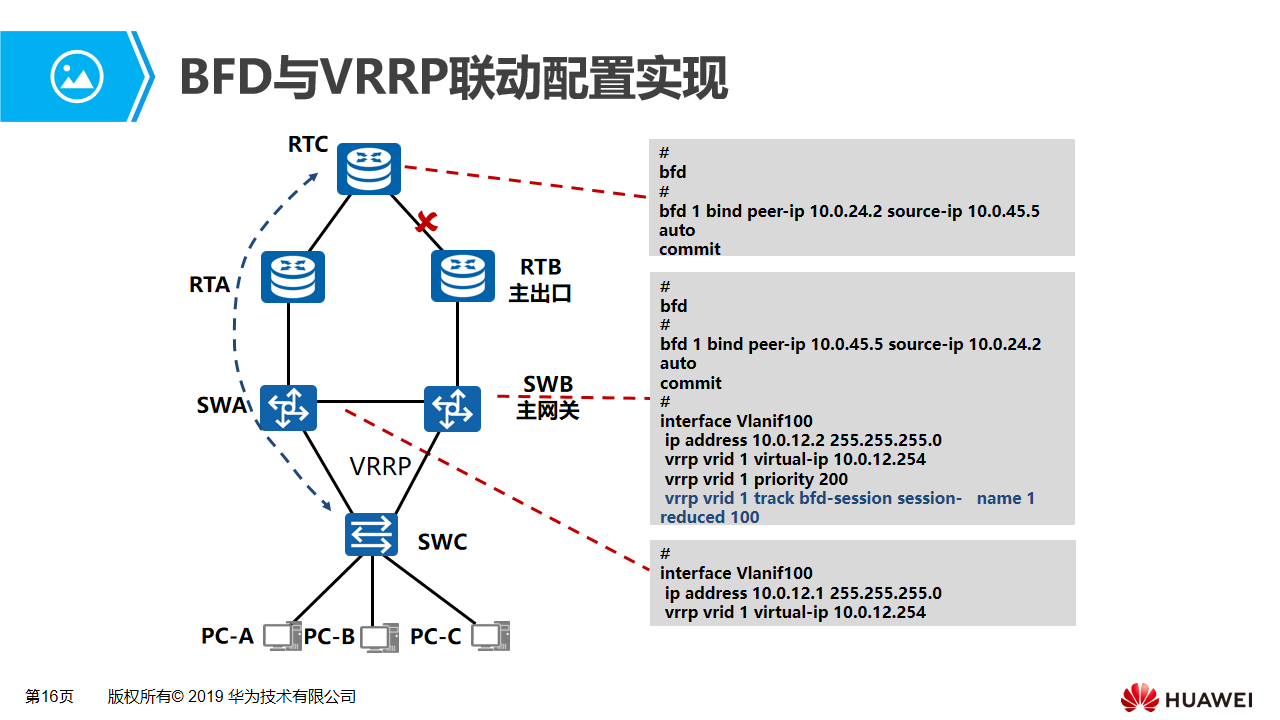 BFD与VRRP联动配置实现
RTC
RTA
RTB
主出口
SWA
SWB
主网关
VRRP
SWC
PC-A
PC-B
PC-C
#
bfd
#
bfd 1 bind peer-ip 10.0.24.2 source-ip 10.0.45.5
auto
commit
#
bfd
#
bfd 1 bind peer-ip 10.0.45.5 source-ip 10.0.24.2
auto
commit
#
interface Vlanif100
ip address 10.0.12.2 255.255.255.0
vrrp vrid 1 virtual-ip 10.0.12.254
vrrp vrid 1 priority 200
vrrp vrid 1 track bfd-session session- name 1
reduced 100
#
interface Vlanif100
ip address 10.0.12.1 255.255.255.0
vrrp vrid 1 virtual-ip 10.0.12.254
第16页 版权所有© 2019 华为技术有限公司
HUAWEI